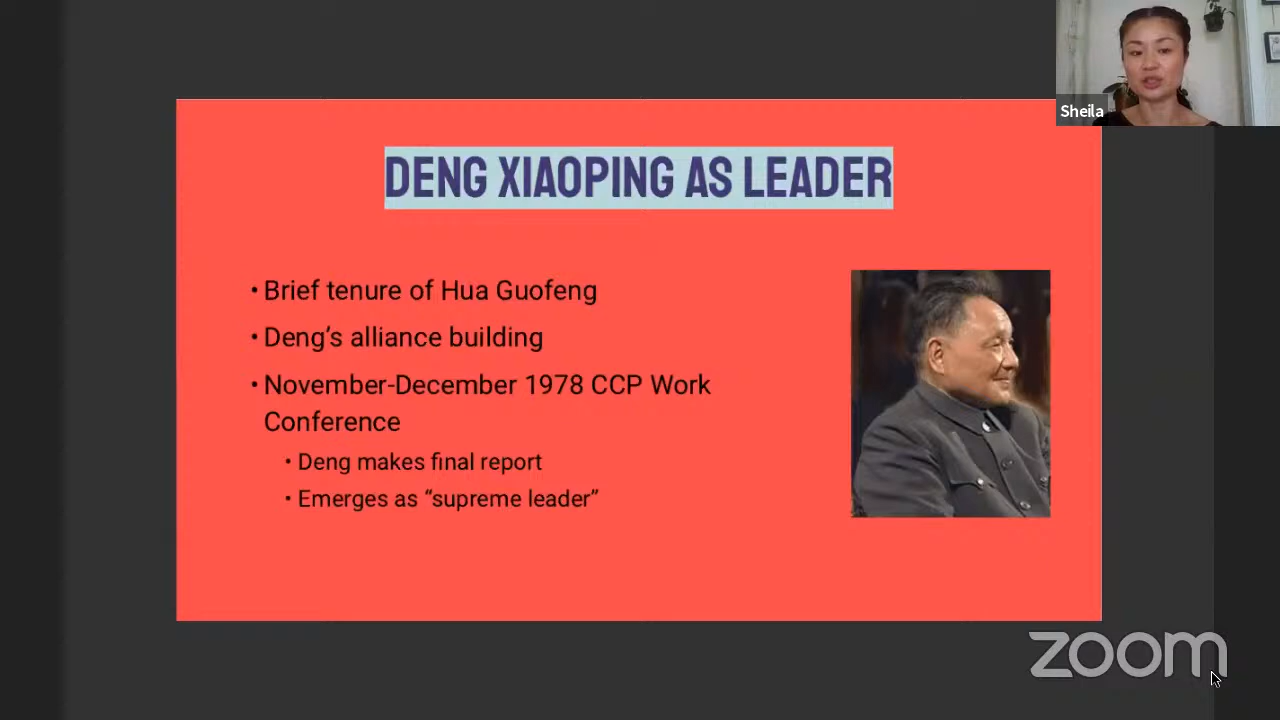 Sheila
DENG XIAOPING AS LEADER
• Brief tenure of Hua Guofeng
• Deng’s alliance building
• November-December 1978 CCP Work
Conference
• Deng makes final report
• Emerges as “supreme leader”
zoom